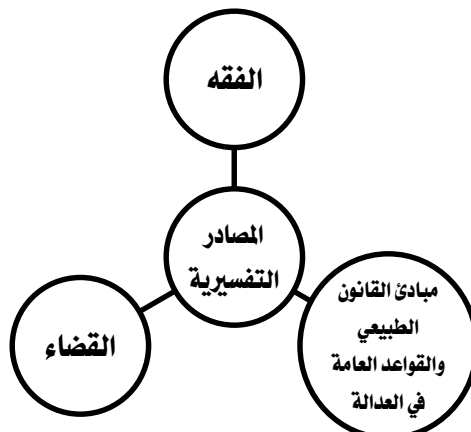 الفقه
المصادر
التفسيرية
مبادئ القانون
الطبيعي
والقواعد العامة
في العدالة
القضاء